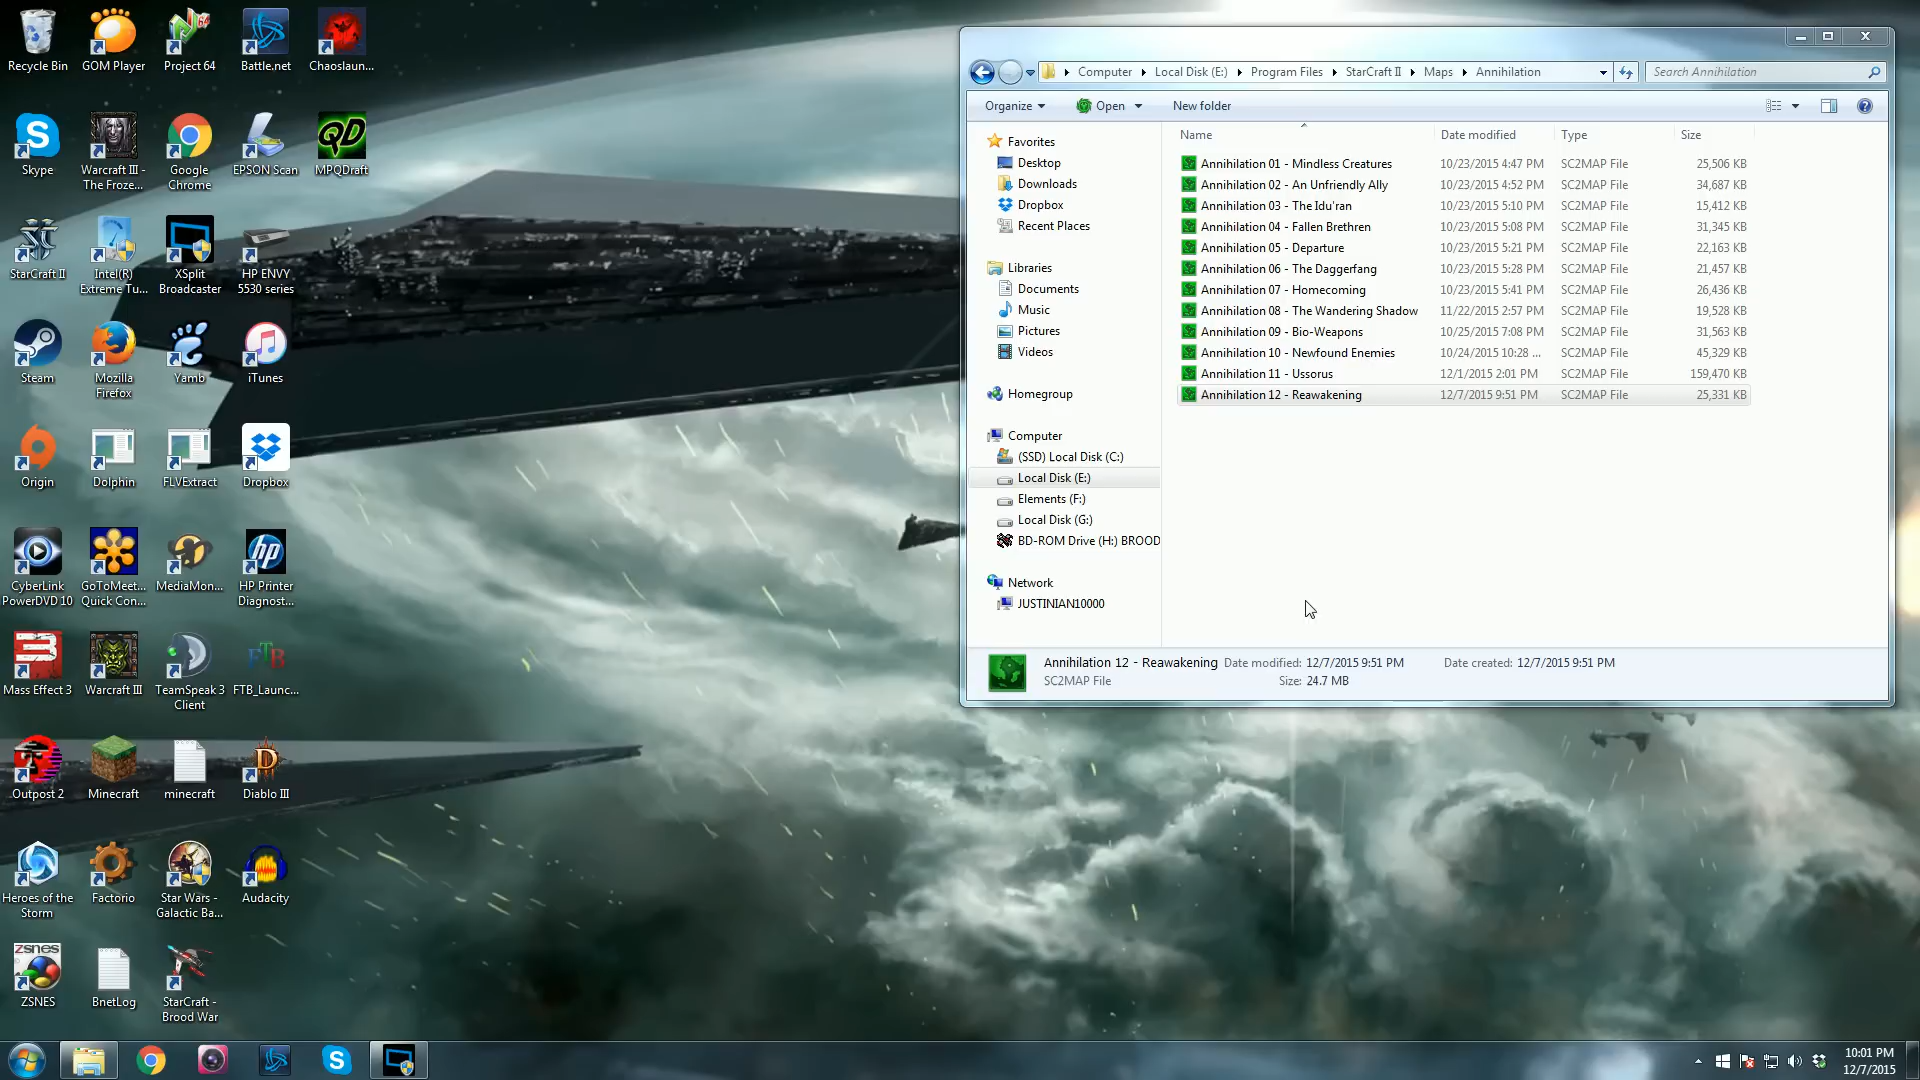 Recycle Bin
GOM Player
Project 64
Battle.net
Chaoslaun...
Skype
Warcraft III -
The Froze...
Google
Chrome
EPSON Scan
MPQDraft
StarCraft II
Intel(R)
Extreme Tu...
XSplit
Broadcaster
HP ENVY
5530 series
Steam
Mozilla
Firefox
Yamb
iTunes
Origin
Dolphin
FLVExtract
Dropbox
CyberLink
PowerDVD 10
GoToMeet...
Quick Con...
MediaMon...
HP Printer
Diagnost...
Mass Effect 3
Warcraft III
TeamSpeak 3
Client
FTB_Launc...
Outpost 2
Minecraft
minecraft
Diablo III
Heroes of the
Storm
Factorio
Star Wars -
Galactic Ba...
Audacity
ZSNES
BnetLog
StarCraft -
Brood War
Computer Local Disk (E:) Program Files StarCraft II Maps Annihilation
Search Annihilation
Organize Open New folder
Favorites
Desktop
Downloads
Dropbox
Recent Places
Libraries
Documents
Music
Pictures
Videos
Homegroup
Computer
(SSD) Local Disk (C:)
Local Disk (E:)
Elements (F:)
Local Disk (G:)
BD-ROM Drive (H:) BROOD
Network
JUSTINIAN10000
Name Date modified Type Size
Annihilation 01 - Mindless Creatures 10/23/2015 4:47 PM SC2MAP File 25,506 KB
Annihilation 02 - An Unfriendly Ally 10/23/2015 4:52 PM SC2MAP File 34,687 KB
Annihilation 03 - The Idu'ran 10/23/2015 5:10 PM SC2MAP File 15,412 KB
Annihilation 04 - Fallen Brethren 10/23/2015 5:08 PM SC2MAP File 31,345 KB
Annihilation 05 - Departure 10/23/2015 5:21 PM SC2MAP File 22,163 KB
Annihilation 06 - The Daggerfang 10/23/2015 5:28 PM SC2MAP File 21,457 KB
Annihilation 07 - Homecoming 10/23/2015 5:41 PM SC2MAP File 26,436 KB
Annihilation 08 - The Wandering Shadow 11/22/2015 2:57 PM SC2MAP File 19,528 KB
Annihilation 09 - Bio-Weapons 10/25/2015 7:08 PM SC2MAP File 31,563 KB
Annihilation 10 - Newfound Enemies 10/24/2015 10:28 ... SC2MAP File 45,329 KB
Annihilation 11 - Ussorus 12/1/2015 2:01 PM SC2MAP File 159,470 KB
Annihilation 12 - Reawakening 12/7/2015 9:51 PM SC2MAP File 25,331 KB
Annihilation 12 - Reawakening Date modified: 12/7/2015 9:51 PM Date created: 12/7/2015 9:51 PM
SC2MAP File Size: 24.7 MB
10:01 PM
12/7/2015